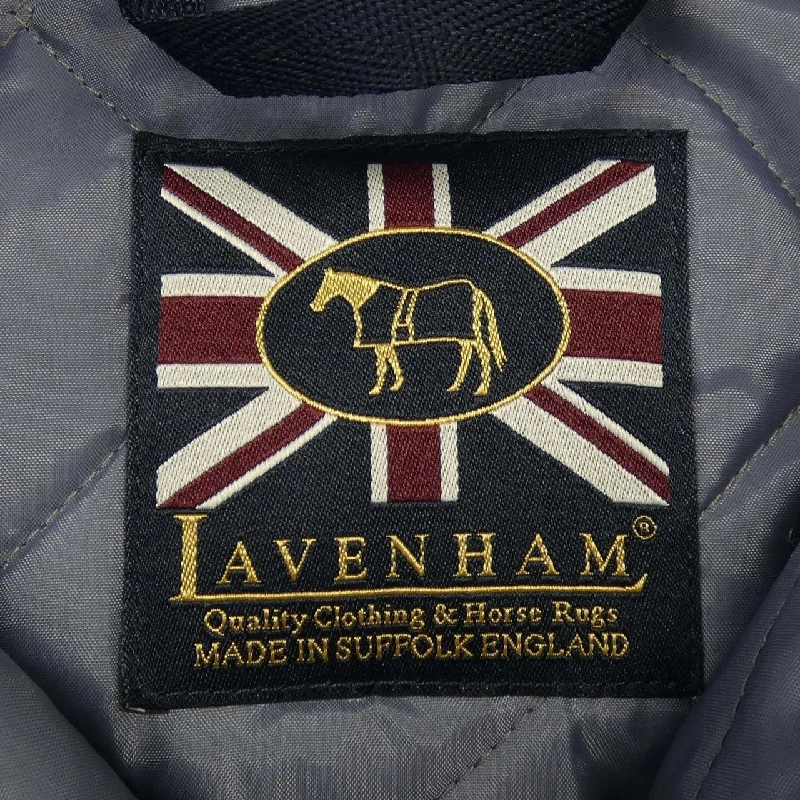 LAVENHAM®
Quality Clothing & Horse Rugs
MADE IN SUFFOLK ENGLAND